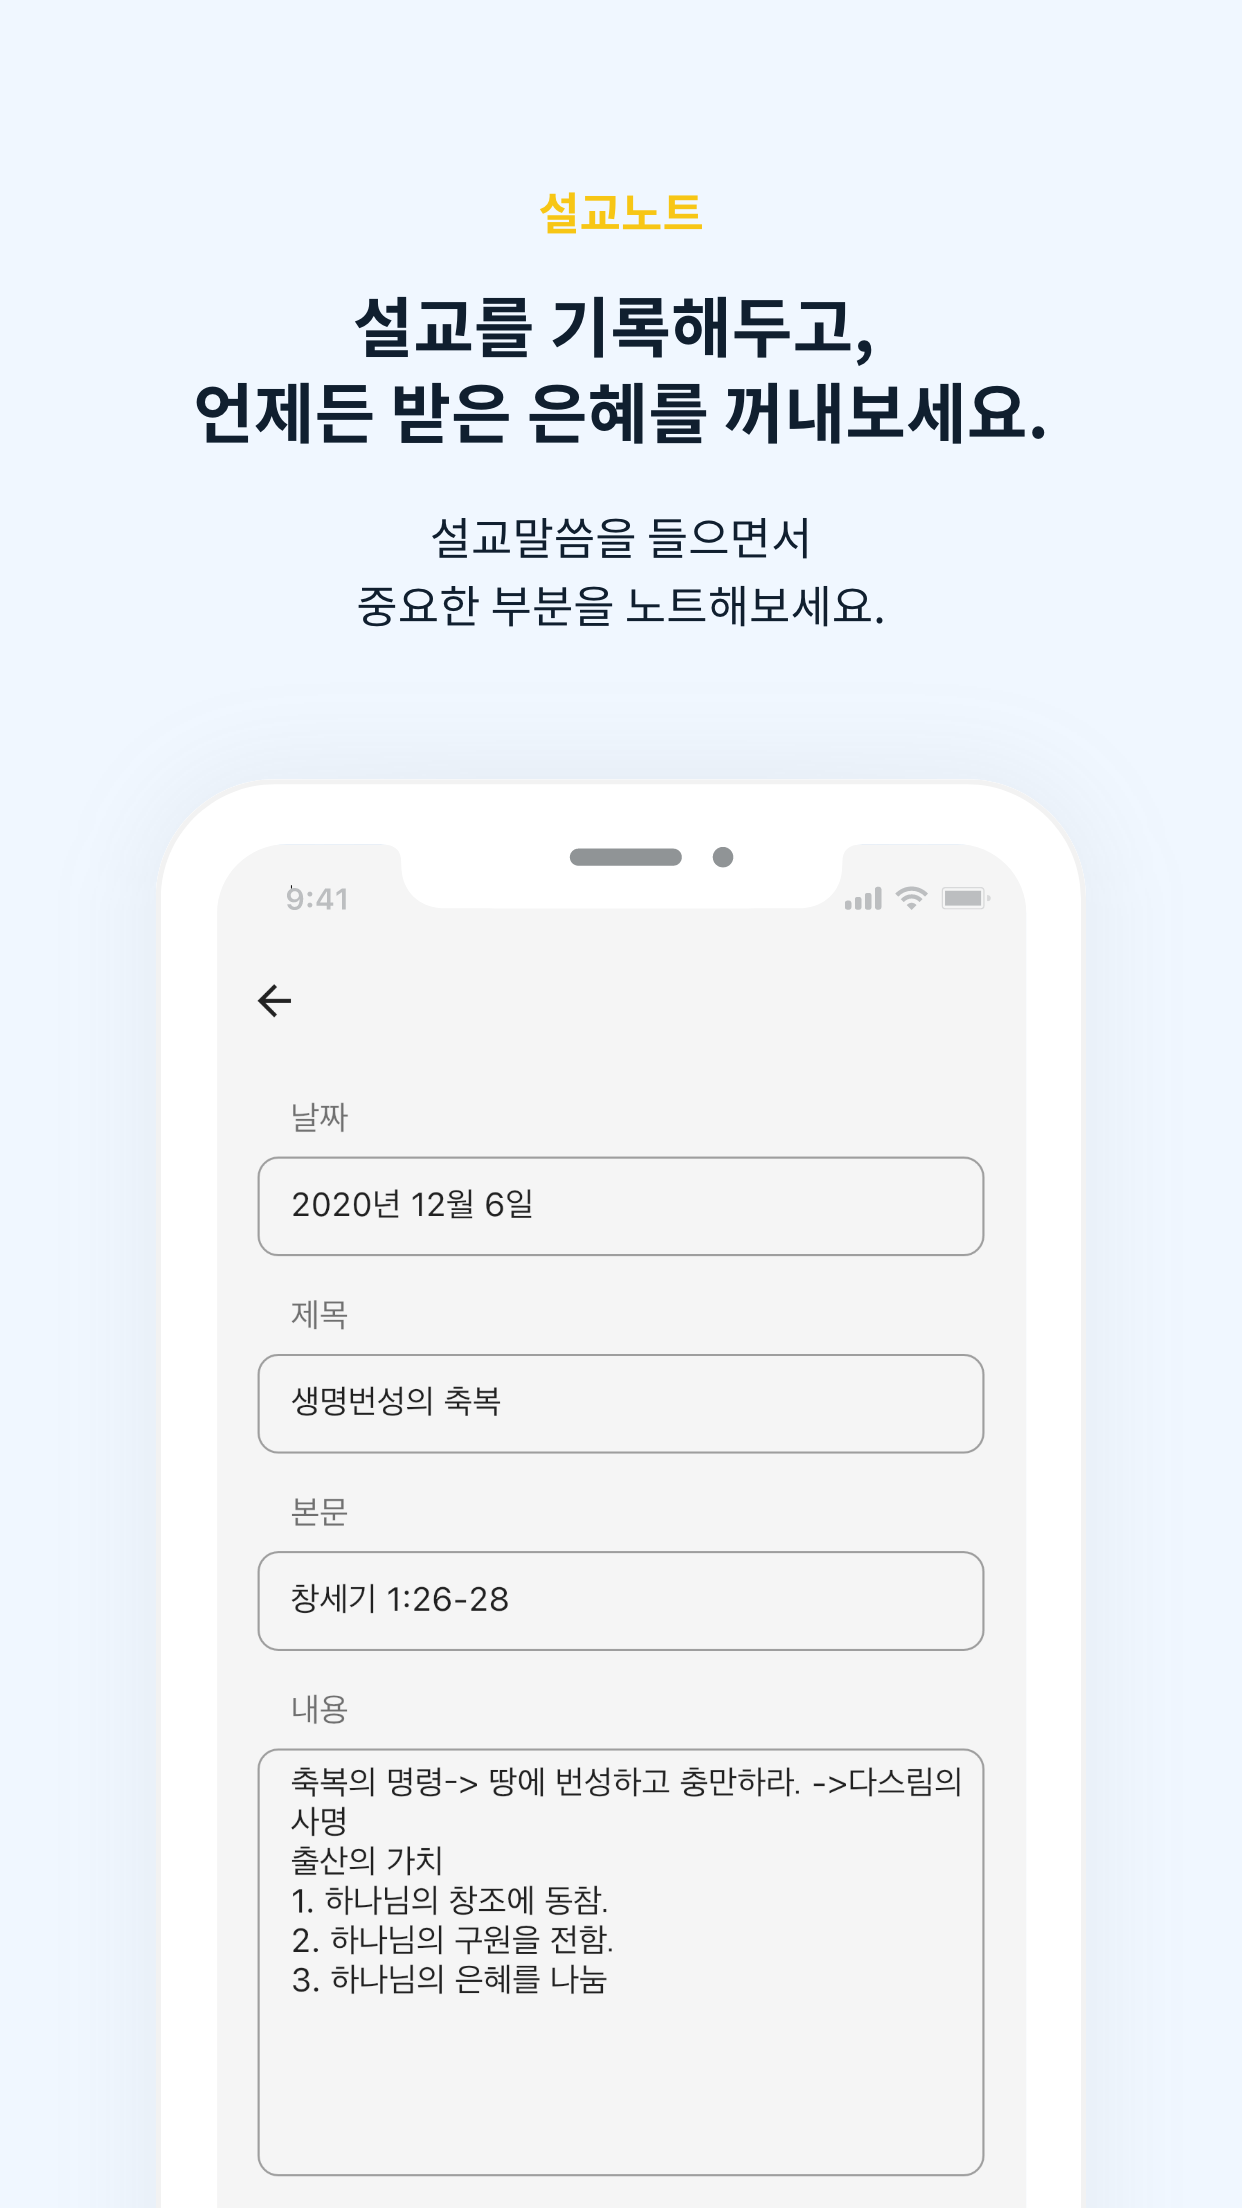 설교노트
설교를 기록해두고,
언제든 받은 은혜를 꺼내보세요.
설교말씀을 들으면서
중요한 부분을 노트해보세요.
9:41
날짜
2020년 12월 6일
제목
생명번성의 축복
본문
창세기 1:26-28
내용
축복의 명령-> 땅에 번성하고 충만하라. ->다스림의
사명
출산의 가치
1. 하나님의 창조에 동참.
2. 하나님의 구원을 전함.
3. 하나님의 은혜를 나눔